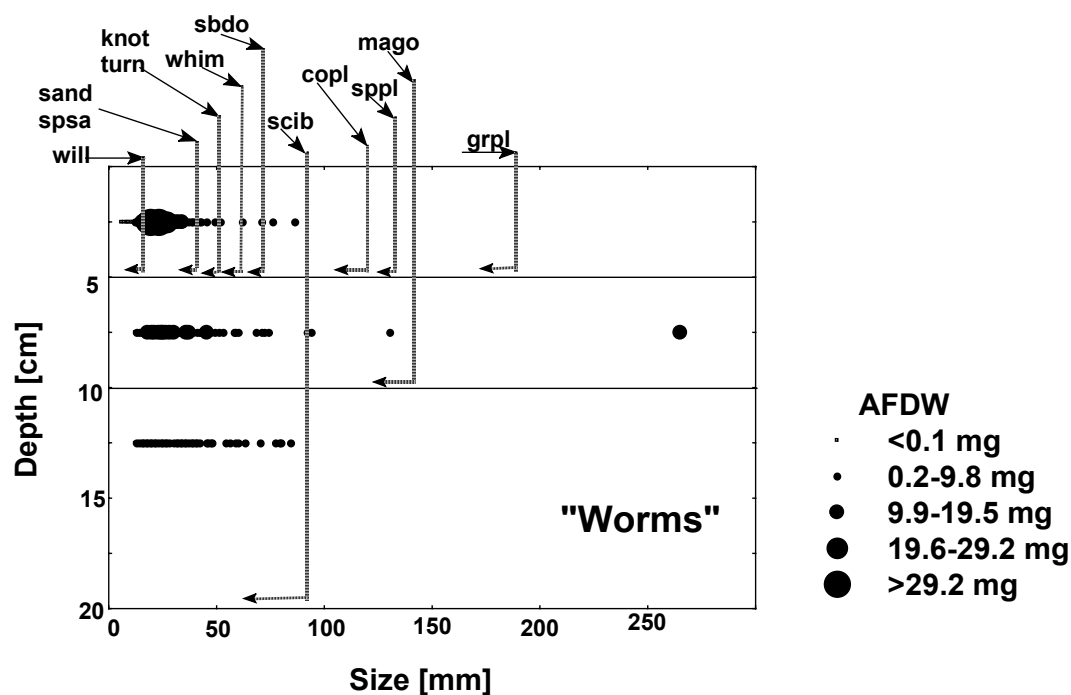 sbdo
knot
turn
whim
mago
copl
sppl
sand
spsa
scib
grpl
will
5
10
15
20
Depth [cm]
0
50
100
150
200
250
Size [mm]
"Worms"
AFDW
<0.1 mg
0.2-9.8 mg
9.9-19.5 mg
19.6-29.2 mg
>29.2 mg